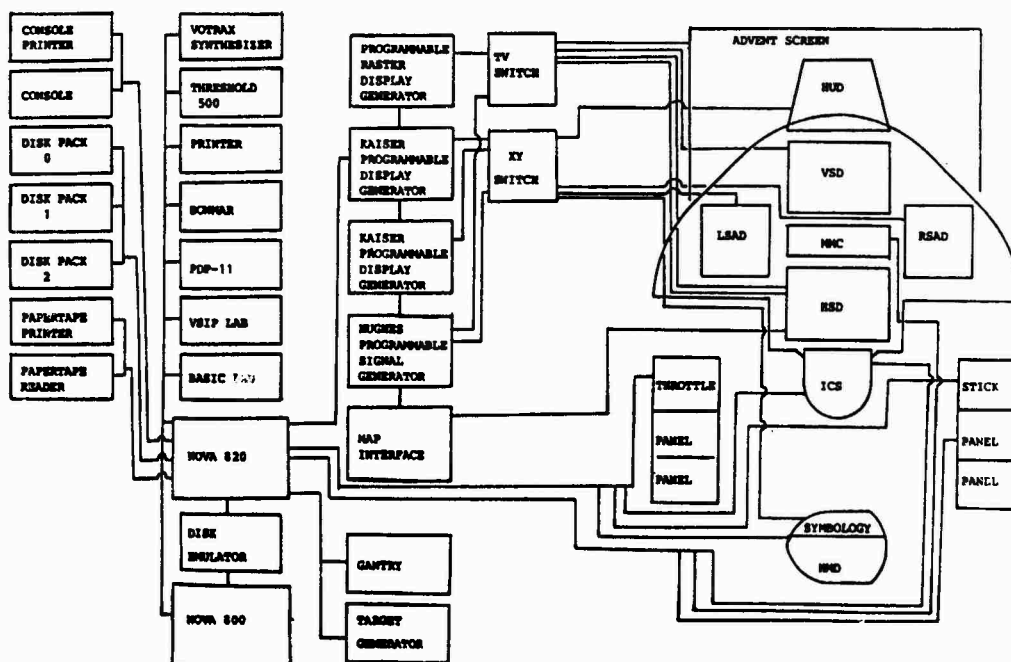 CONSOLE
PRINTER
CONSOLE
DISK PACK
0
DISK PACK
1
DISK PACK
2
PAPERTAPE
PRINTER
PAPERTAPE
READER
VOTRAX
SYNTHESIZER
THRESHOLD
500
PRINTER
BOWMAR
PDP-11
VSIP LAB
BASIC
NOVA 820
DISK
EMULATOR
NOVA 800
PROGRAMMABLE
RASTER
DISPLAY
GENERATOR
KAISER
PROGRAMMABLE
DISPLAY
GENERATOR
KAISER
PROGRAMMABLE
DISPLAY
GENERATOR
HUGHES
PROGRAMMABLE
SIGNAL
GENERATOR
MAP
INTERFACE
GANTRY
TARGET
GENERATOR
TV
SWITCH
XY
SWITCH
ADVENT SCREEN
HUD
VSD
LSAD
MMC
RSAD
HSD
ICS
THROTTLE
PANEL
PANEL
STICK
PANEL
PANEL
SYMBOLOGY
HMD